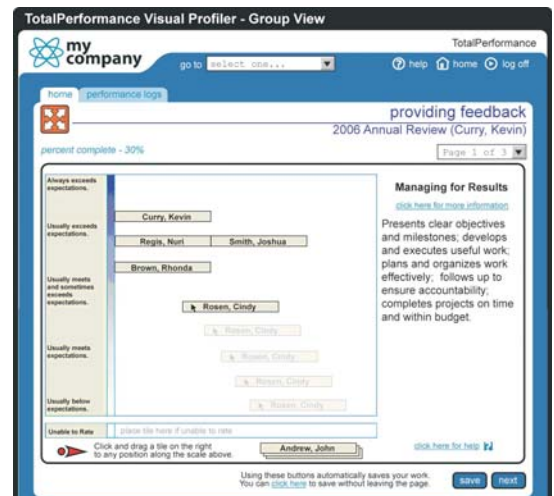 TotalPerformance Visual Profiler - Group View
TotalPerformance
my
company
go to select one...
help home log off
home performance logs
providing feedback
2006 Annual Review (Curry, Kevin)
percent complete - 30%
Page 1 of 3
Always exceeds
expectations.
Usually exceeds
expectations.
Usually meets
and sometimes
exceeds
expectations.
Usually meets
expectations.
Usually below
expectations.
Curry, Kevin
Regis, Nuri Smith, Joshua
Brown, Rhonda
Rosen, Cindy
Rosen, Cindy
Rosen, Cindy
Rosen, Cindy
Rosen, Cindy
Managing for Results
click here for more information
Presents clear objectives
and milestones; develops
and executes useful work;
plans and organizes work
effectively; follows up to
ensure accountability;
completes projects on time
and within budget.
Unable to Rate place tile here if unable to rate
Click and drag a tile on the right
to any position along the scale above.
Andrew, John
click here for help
Using these buttons automatically saves your work.
You can click here to save without leaving the page.
save next